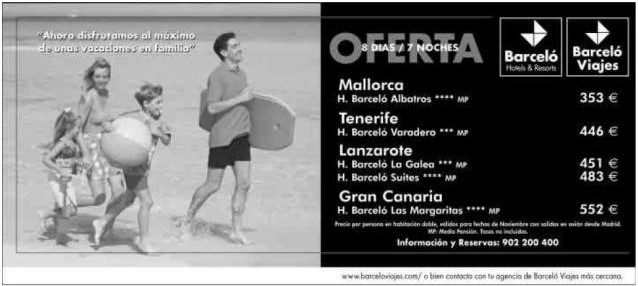 "Ahora disfrutamos al máximo
de unas vacaciones en familia"
OFERTA
8 DIAS / 7 NOCHES
Barceló
Hotels & Resorts
Barceló
Viajes
Mallorca
H. Barceló Albatros **** MP 353 €
Tenerife
H. Barceló Varadero *** MP 446 €
Lanzarote
H. Barceló La Galea *** MP 451 €
H. Barceló Suites **** MP 483 €
Gran Canaria
H. Barceló Las Margaritas **** MP 552 €
Precio por persona en habitación doble, válidos para fechas de Noviembre con salidas en avión desde Madrid.
MP: Media Pensión. Tasas no incluidas.
Información y Reservas: 902 200 400
www.barceloviajes.com/ o bien contacta con tu agencia de Barceló Viajes más cercana.